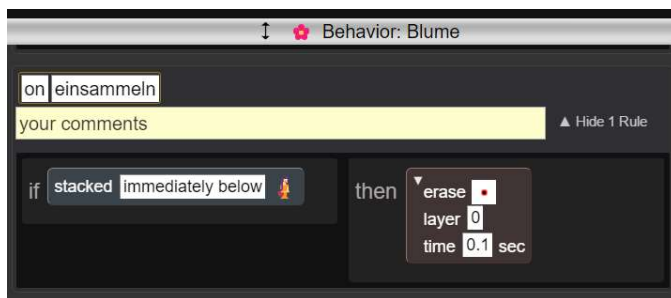 Behavior: Blume
on einsammeln
your comments
▲ Hide 1 Rule
if stacked immediately below then
erase
layer 0
time 0.1 sec